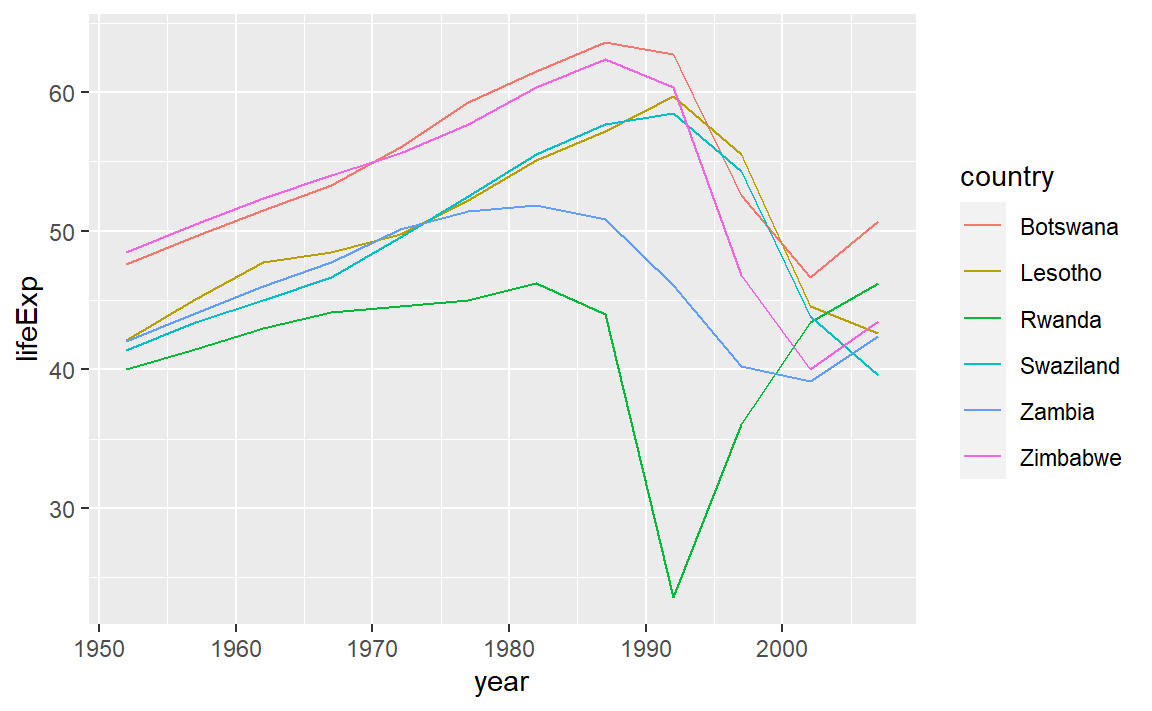 60
50
40
30
lifeExp
1950 1960 1970 1980 1990 2000
year
country
Botswana
Lesotho
Rwanda
Swaziland
Zambia
Zimbabwe